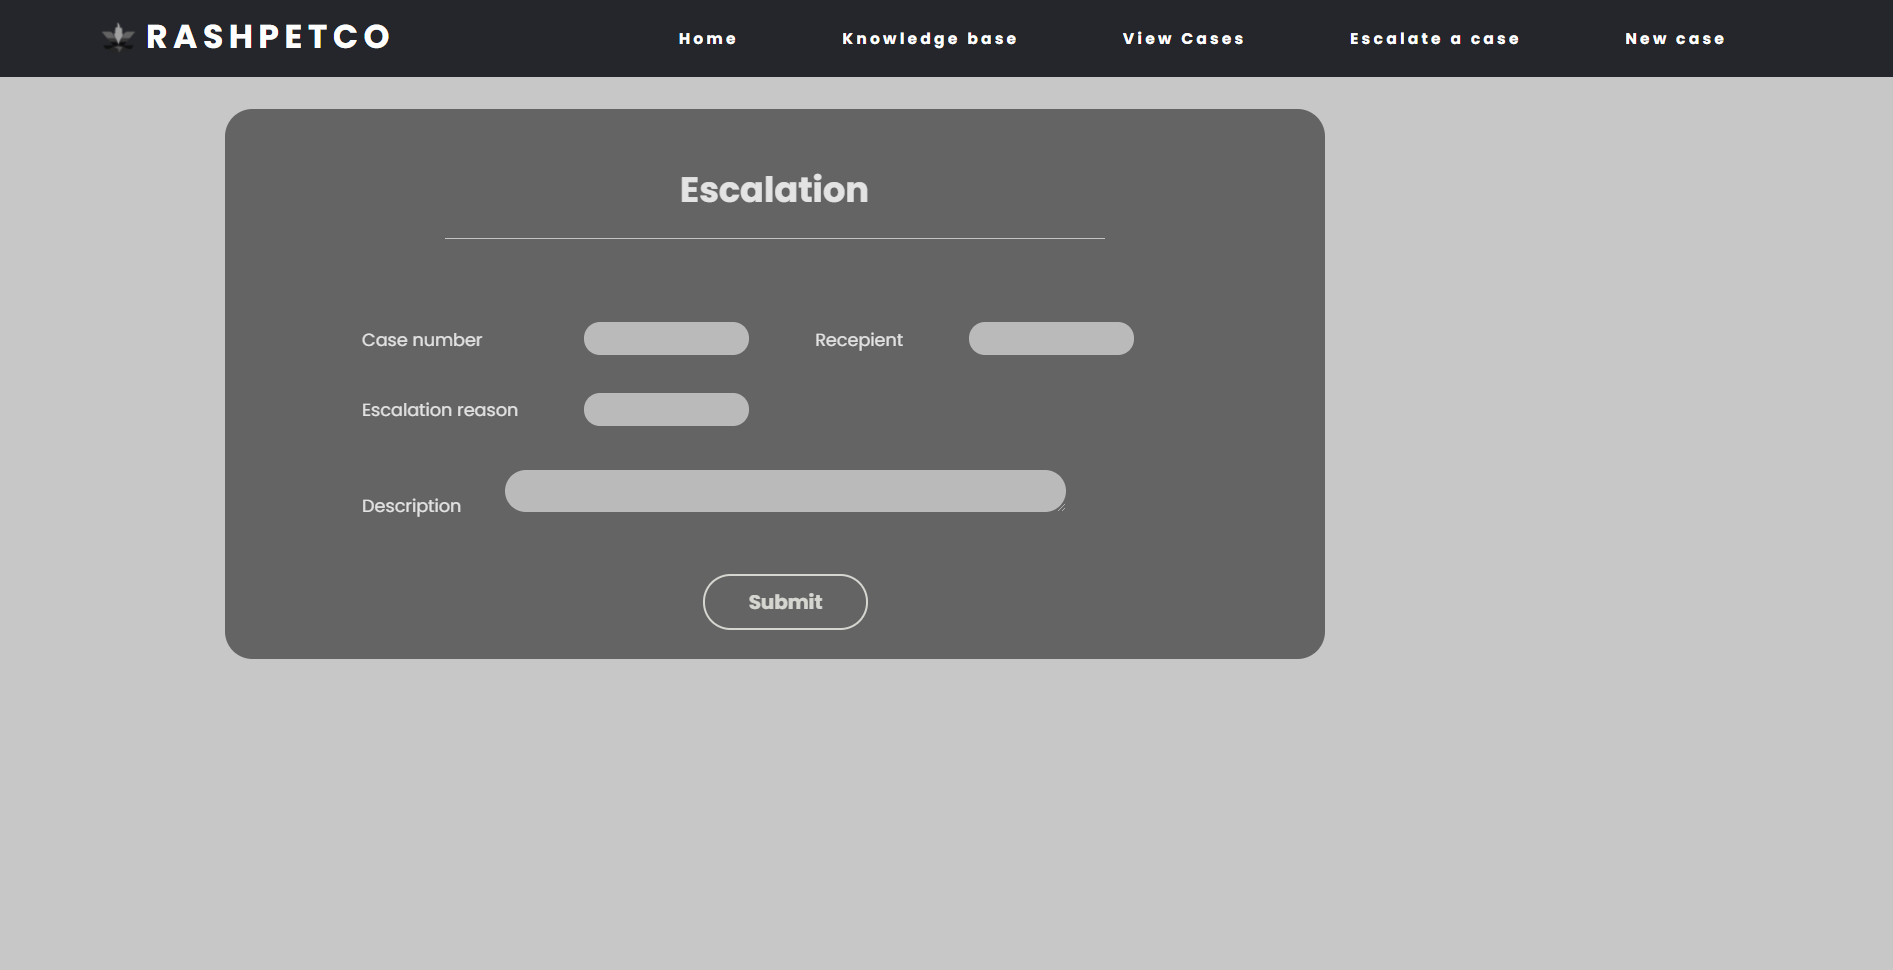 RASHPETCO
Home Knowledge base View Cases Escalate a case New case
Escalation
Case number Recepient
Escalation reason
Description
Submit